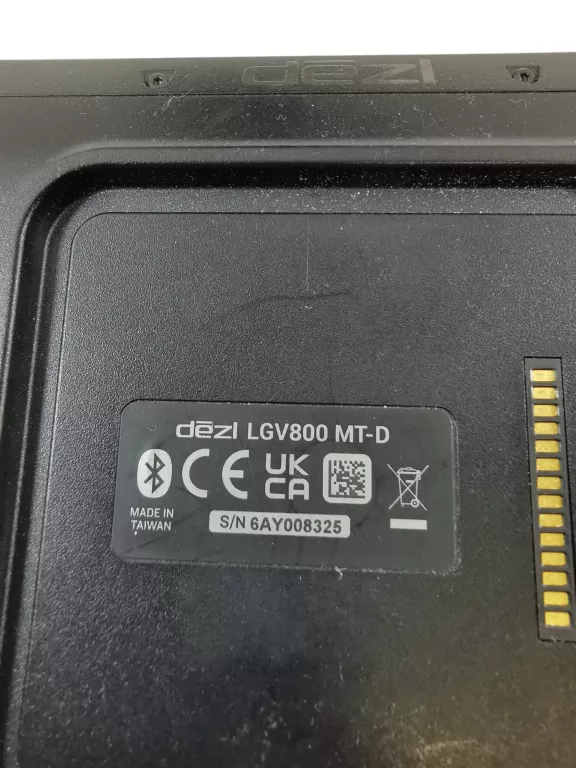 dēzl
dēzl LGV800 MT-D
CE UK CA
MADE IN TAIWAN
S/N 6AY008325